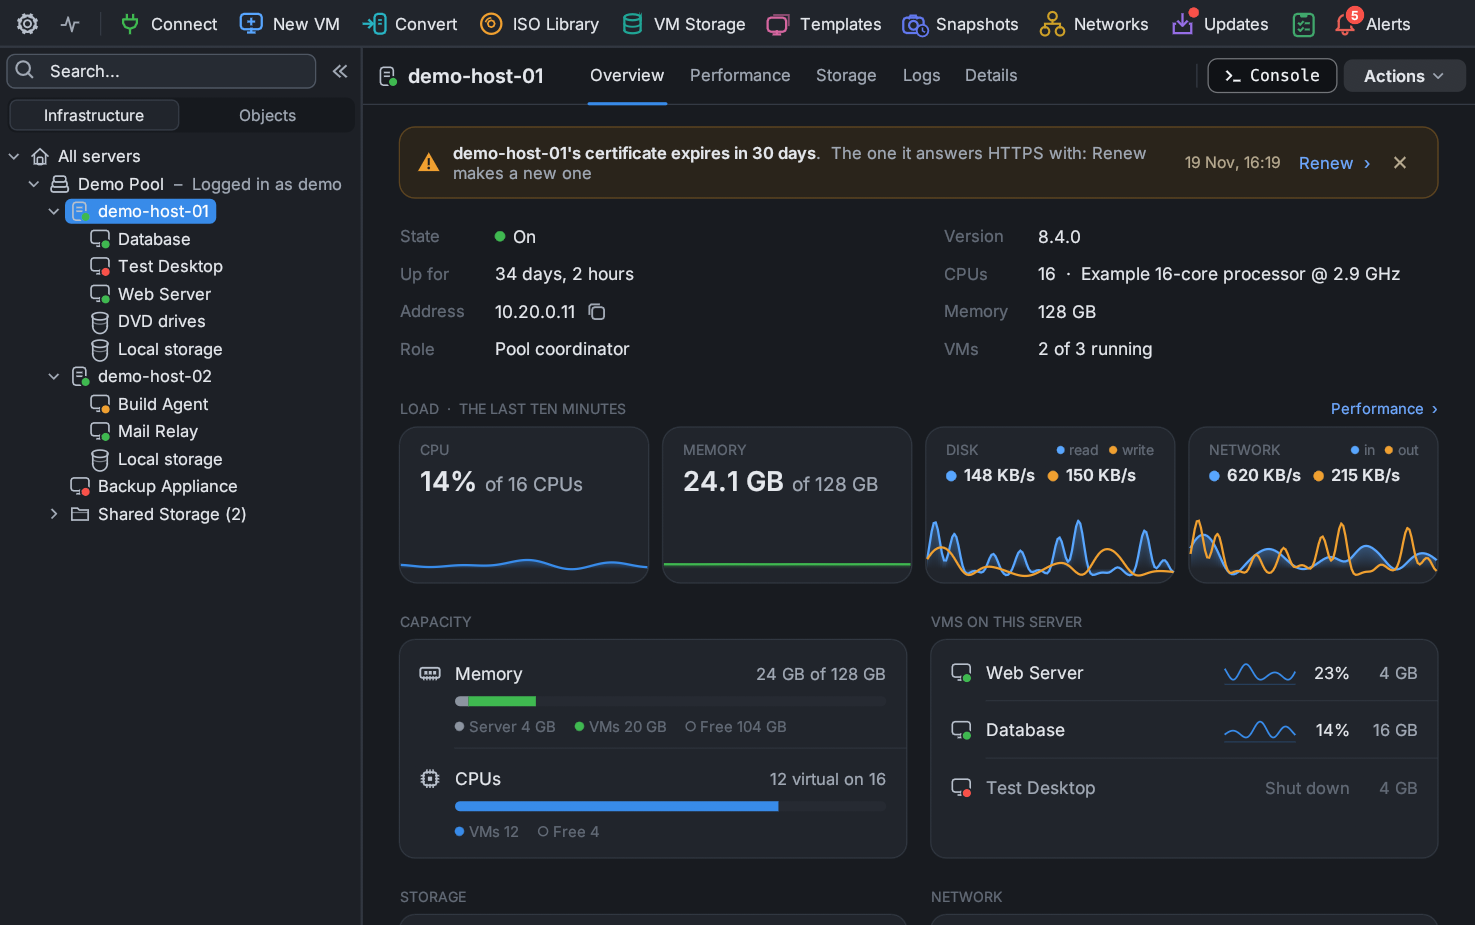 Connect
New VM
Convert
ISO Library
VM Storage
Templates
Snapshots
Networks
Updates
5
Alerts
Search...
Infrastructure
Objects
All servers
Demo Pool – Logged in as demo
demo-host-01
Database
Test Desktop
Web Server
DVD drives
Local storage
demo-host-02
Build Agent
Mail Relay
Local storage
Backup Appliance
Shared Storage (2)
demo-host-01
Overview
Performance
Storage
Logs
Details
>_ Console
Actions
demo-host-01's certificate expires in 30 days. The one it answers HTTPS with: Renew
makes a new one
19 Nov, 16:19
Renew ›
State
On
Up for
34 days, 2 hours
Address
10.20.0.11
Role
Pool coordinator
Version
8.4.0
CPUs
16 · Example 16-core processor @ 2.9 GHz
Memory
128 GB
VMs
2 of 3 running
LOAD · THE LAST TEN MINUTES
Performance ›
CPU
14% of 16 CPUs
MEMORY
24.1 GB of 128 GB
DISK
read write
148 KB/s 150 KB/s
NETWORK
in out
620 KB/s 215 KB/s
CAPACITY
Memory
24 GB of 128 GB
Server 4 GB VMs 20 GB Free 104 GB
CPUs
12 virtual on 16
VMs 12 Free 4
VMS ON THIS SERVER
Web Server 23% 4 GB
Database 14% 16 GB
Test Desktop Shut down 4 GB
STORAGE
NETWORK